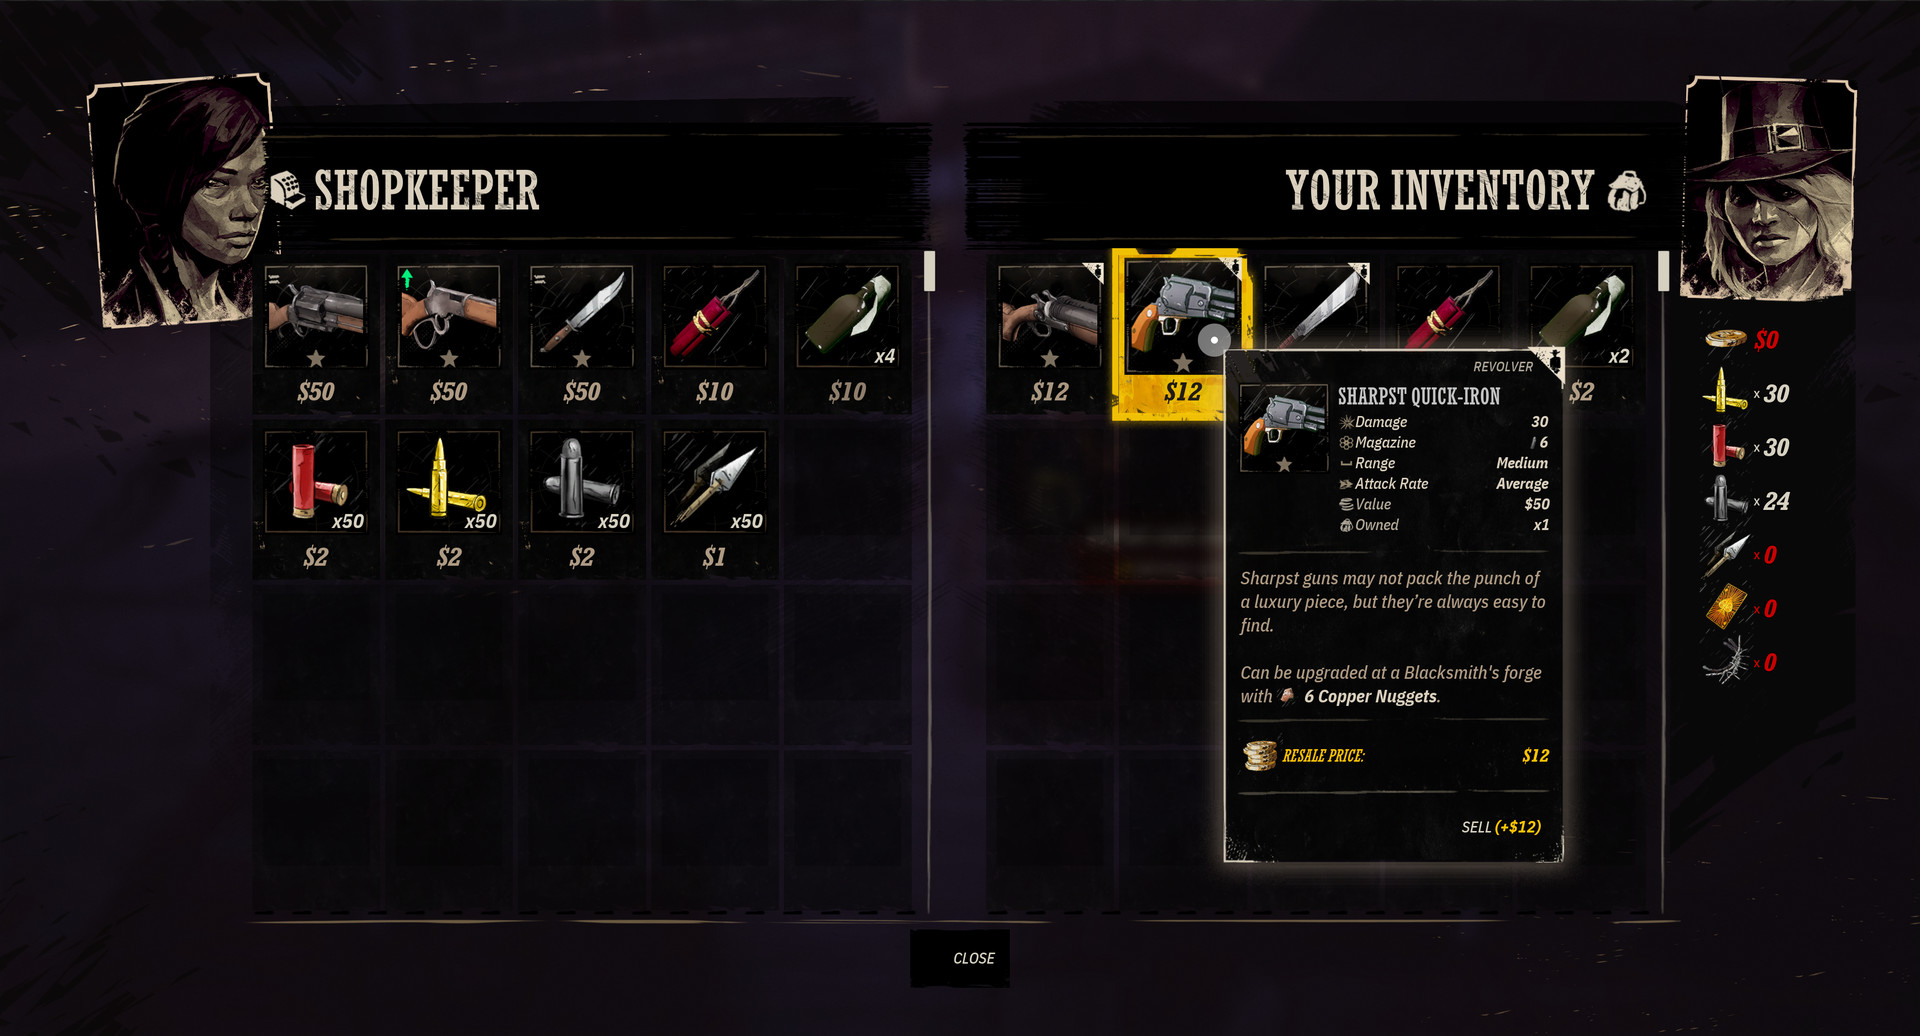 SHOPKEEPER
$50
$50
$50
$10
x4
$10
x50
$2
x50
$2
x50
$2
x50
$1
YOUR INVENTORY
$12
$12
x2
$2
REVOLVER
SHARPST QUICK-IRON
Damage 30
Magazine 6
Range Medium
Attack Rate Average
Value $50
Owned x1
Sharpst guns may not pack the punch of
a luxury piece, but they're always easy to
find.
Can be upgraded at a Blacksmith's forge
with 6 Copper Nuggets.
RESALE PRICE: $12
SELL (+$12)
$0
x 30
x 30
x 24
x 0
x 0
x 0
CLOSE